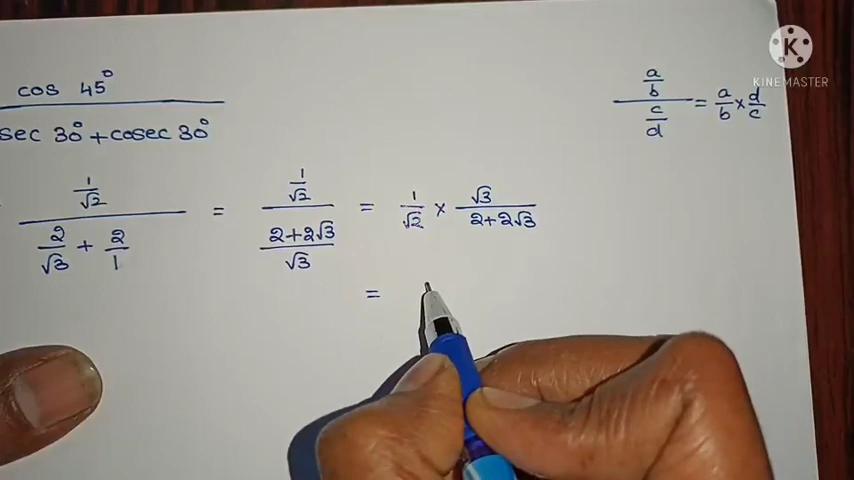 cos 45°
sec 30° + cosec 30°
a/b / c/d = a/b × d/c
1/√2 / 2/√3 + 2/1 = 1/√2 / 2+2√3/√3 = 1/√2 × √3/2+2√3
=
K
KINEMASTER